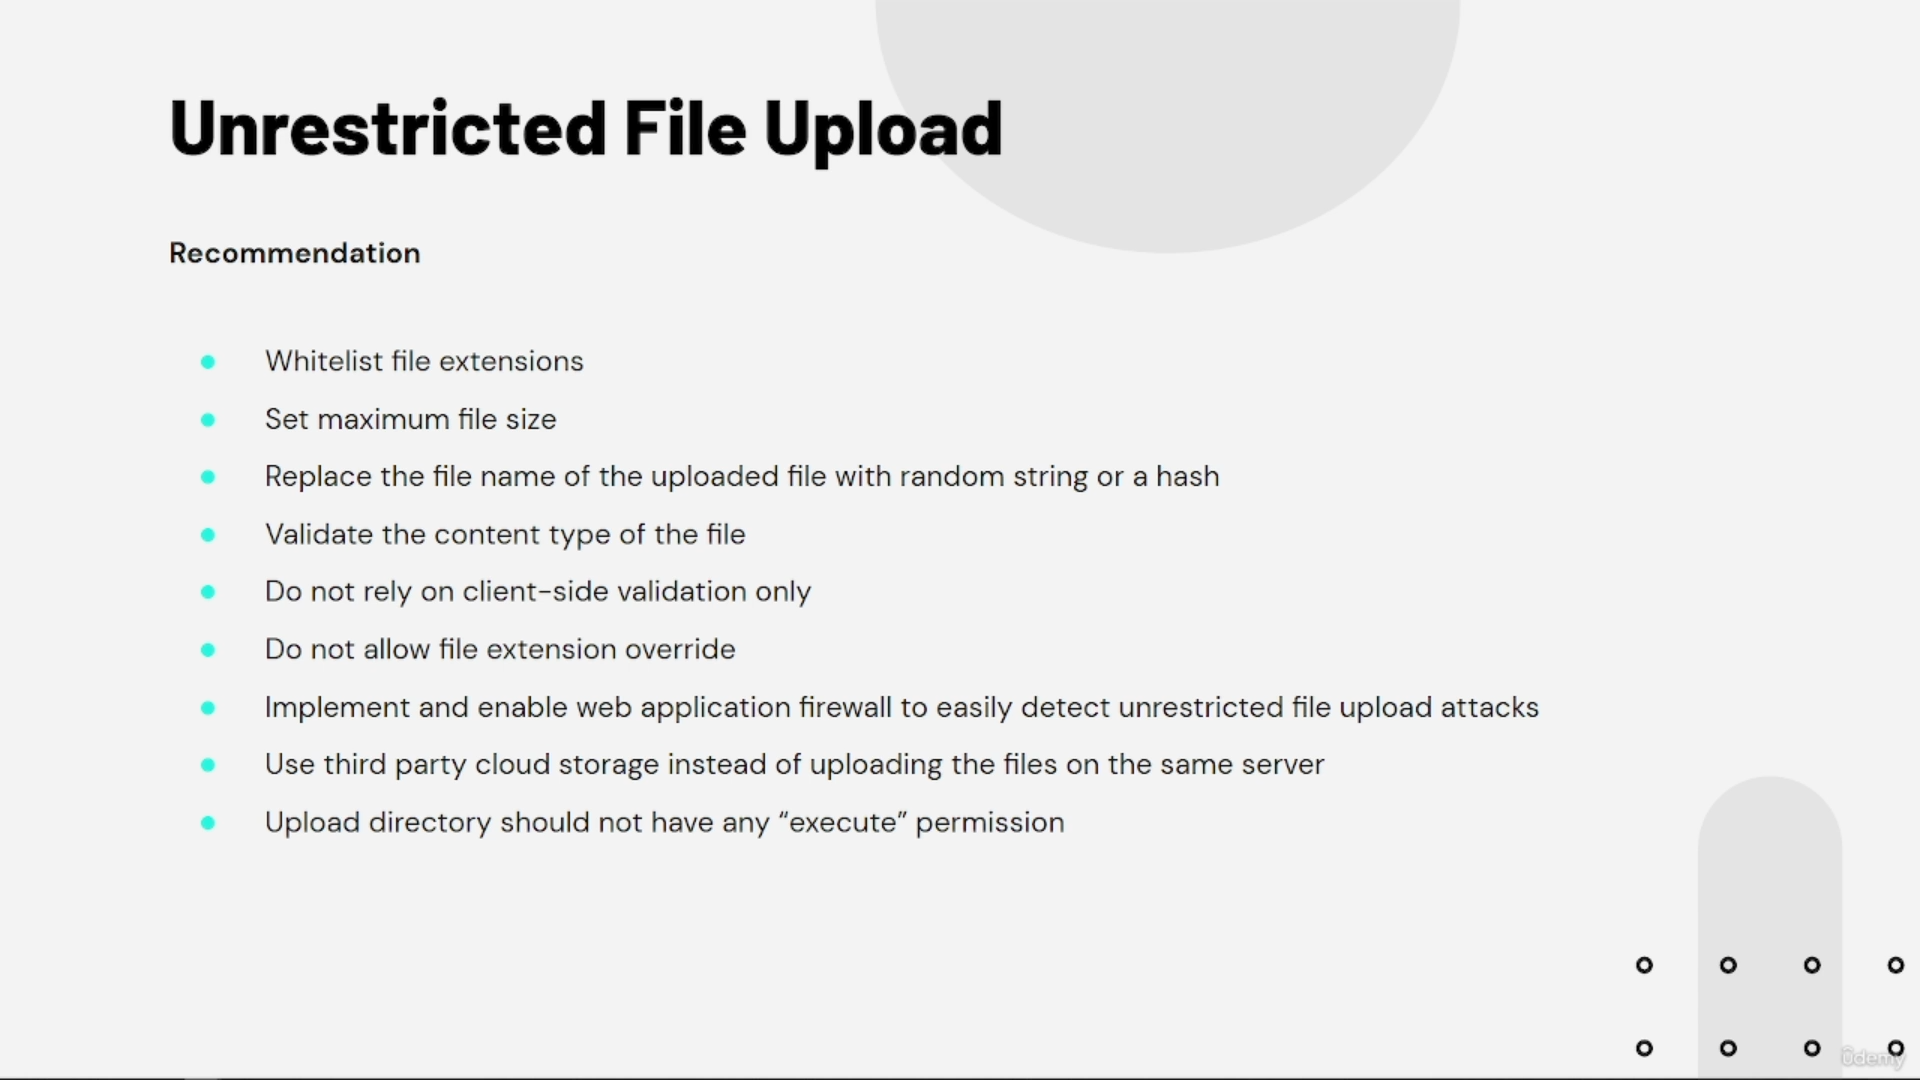 Unrestricted File Upload
Recommendation
Whitelist file extensions
Set maximum file size
Replace the file name of the uploaded file with random string or a hash
Validate the content type of the file
Do not rely on client-side validation only
Do not allow file extension override
Implement and enable web application firewall to easily detect unrestricted file upload attacks
Use third party cloud storage instead of uploading the files on the same server
Upload directory should not have any “execute” permission
ûdemy